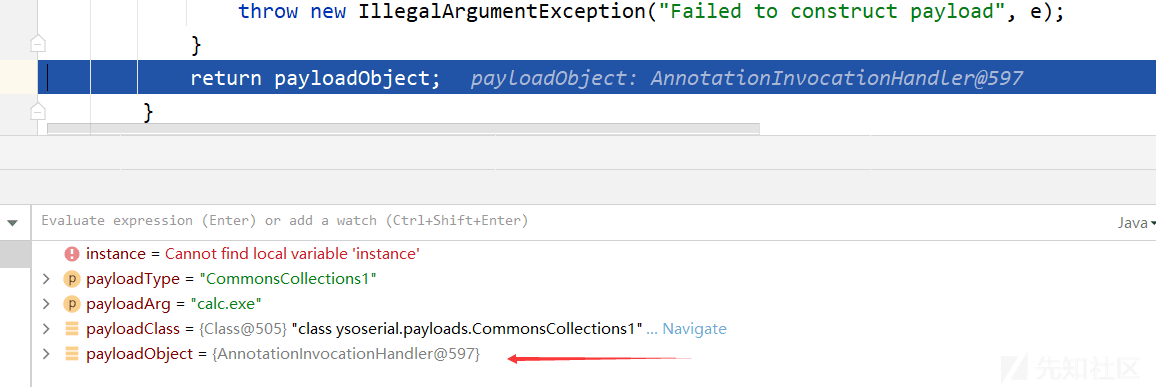 throw new IllegalArgumentException("Failed to construct payload", e);
}
return payloadObject; payloadObject: AnnotationInvocationHandler@597
}
Evaluate expression (Enter) or add a watch (Ctrl+Shift+Enter)
Java
instance = Cannot find local variable 'instance'
payloadType = "CommonsCollections1"
payloadArg = "calc.exe"
payloadClass = {Class@505} "class ysoserial.payloads.CommonsCollections1" ... Navigate
payloadObject = {AnnotationInvocationHandler@597}
先知社区